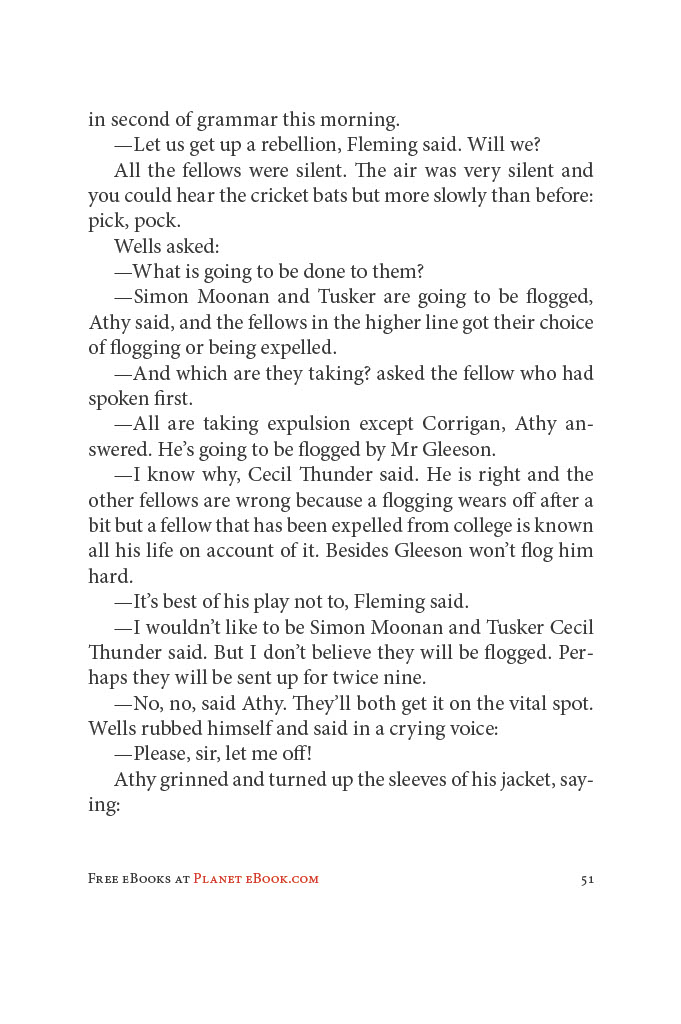 in second of grammar this morning.
—Let us get up a rebellion, Fleming said. Will we?
All the fellows were silent. The air was very silent and
you could hear the cricket bats but more slowly than before:
pick, pock.
Wells asked:
—What is going to be done to them?
—Simon Moonan and Tusker are going to be flogged,
Athy said, and the fellows in the higher line got their choice
of flogging or being expelled.
—And which are they taking? asked the fellow who had
spoken first.
—All are taking expulsion except Corrigan, Athy an-
swered. He’s going to be flogged by Mr Gleeson.
—I know why, Cecil Thunder said. He is right and the
other fellows are wrong because a flogging wears off after a
bit but a fellow that has been expelled from college is known
all his life on account of it. Besides Gleeson won’t flog him
hard.
—It’s best of his play not to, Fleming said.
—I wouldn’t like to be Simon Moonan and Tusker Cecil
Thunder said. But I don’t believe they will be flogged. Per-
haps they will be sent up for twice nine.
—No, no, said Athy. They’ll both get it on the vital spot.
Wells rubbed himself and said in a crying voice:
—Please, sir, let me off!
Athy grinned and turned up the sleeves of his jacket, say-
ing:
Free eBooks at Planet eBook.com
51